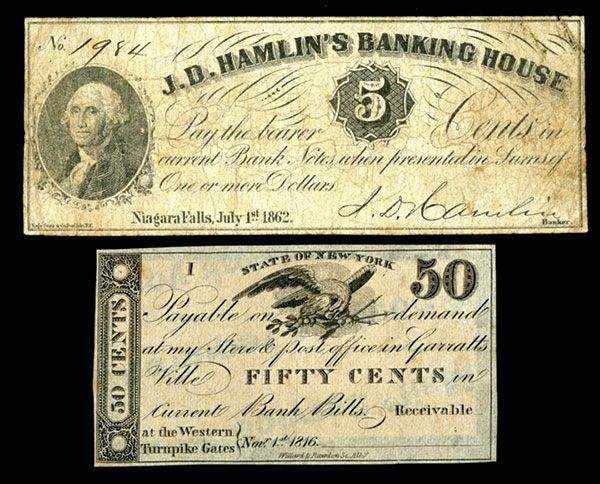 No. 1984
J. D. HAMLIN'S BANKING HOUSE
5
Pay the bearer Cents in
current Bank Notes, when presented in Sums of
One or more Dollars.
Niagara Falls, July 1st. 1862.
J. D. Hamlin
Banker.
1
STATE OF NEW YORK
50
50 CENTS
Payable on demand
at my Store & post office in Garratts
Ville FIFTY CENTS in
Current Bank Bills. Receivable
at the Western
Turnpike Gates
Novr. 1st. 1816.